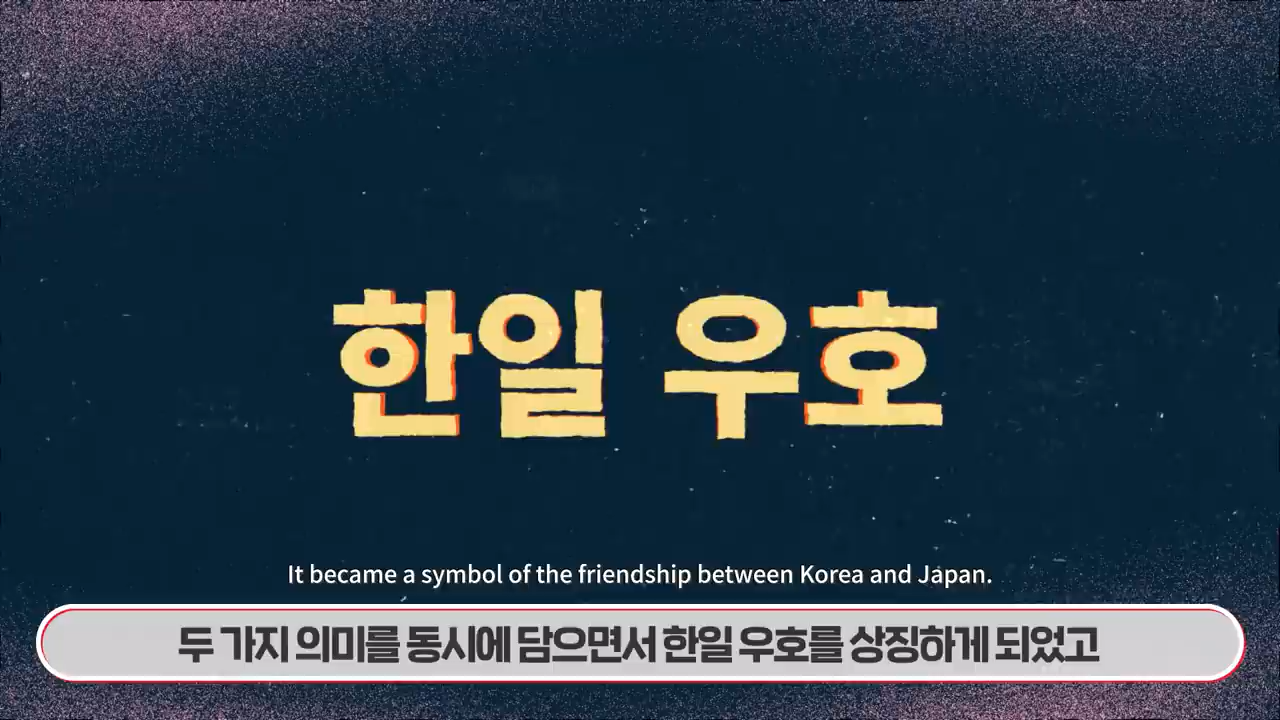 한일 우호
It became a symbol of the friendship between Korea and Japan.
두 가지 의미를 동시에 담으면서 한일 우호를 상징하게 되었고